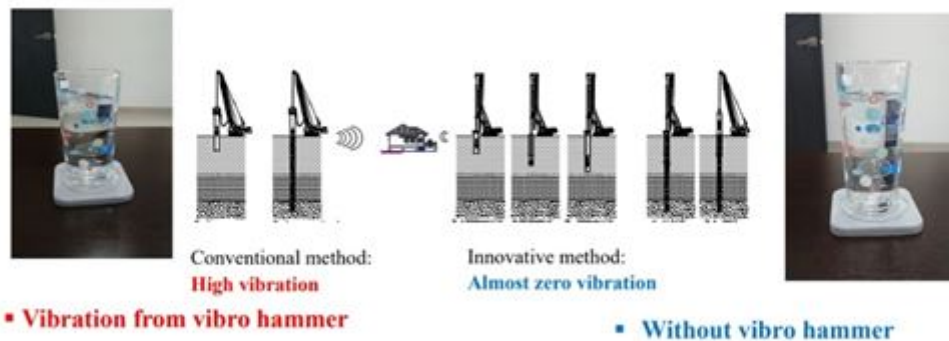 Conventional method:
High vibration
Innovative method:
Almost zero vibration
▪ Vibration from vibro hammer
▪ Without vibro hammer